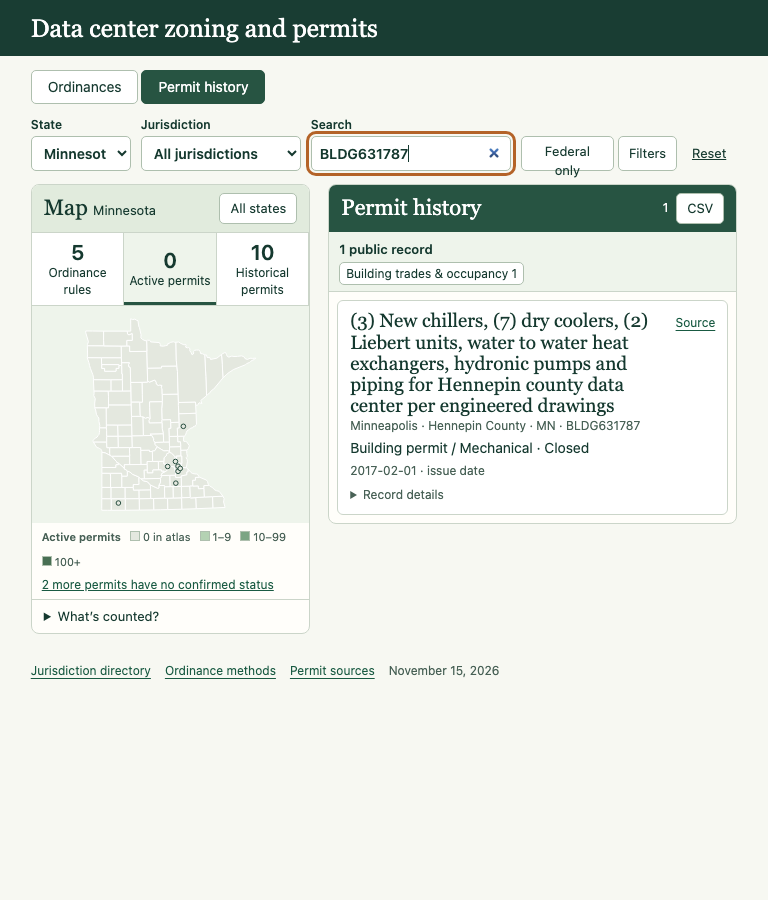 Data center zoning and permits
Ordinances
Permit history
State
Jurisdiction
Search
Minnesot
All jurisdictions
BLDG631787
Federal only
Filters
Reset
Map Minnesota
All states
5
Ordinance rules
0
Active permits
10
Historical permits
Active permits
0 in atlas
1–9
10–99
100+
2 more permits have no confirmed status
What's counted?
Permit history
1
CSV
1 public record
Building trades & occupancy 1
(3) New chillers, (7) dry coolers, (2)
Liebert units, water to water heat
exchangers, hydronic pumps and
piping for Hennepin county data
center per engineered drawings
Source
Minneapolis · Hennepin County · MN · BLDG631787
Building permit / Mechanical · Closed
2017-02-01 · issue date
Record details
Jurisdiction directory
Ordinance methods
Permit sources
November 15, 2026